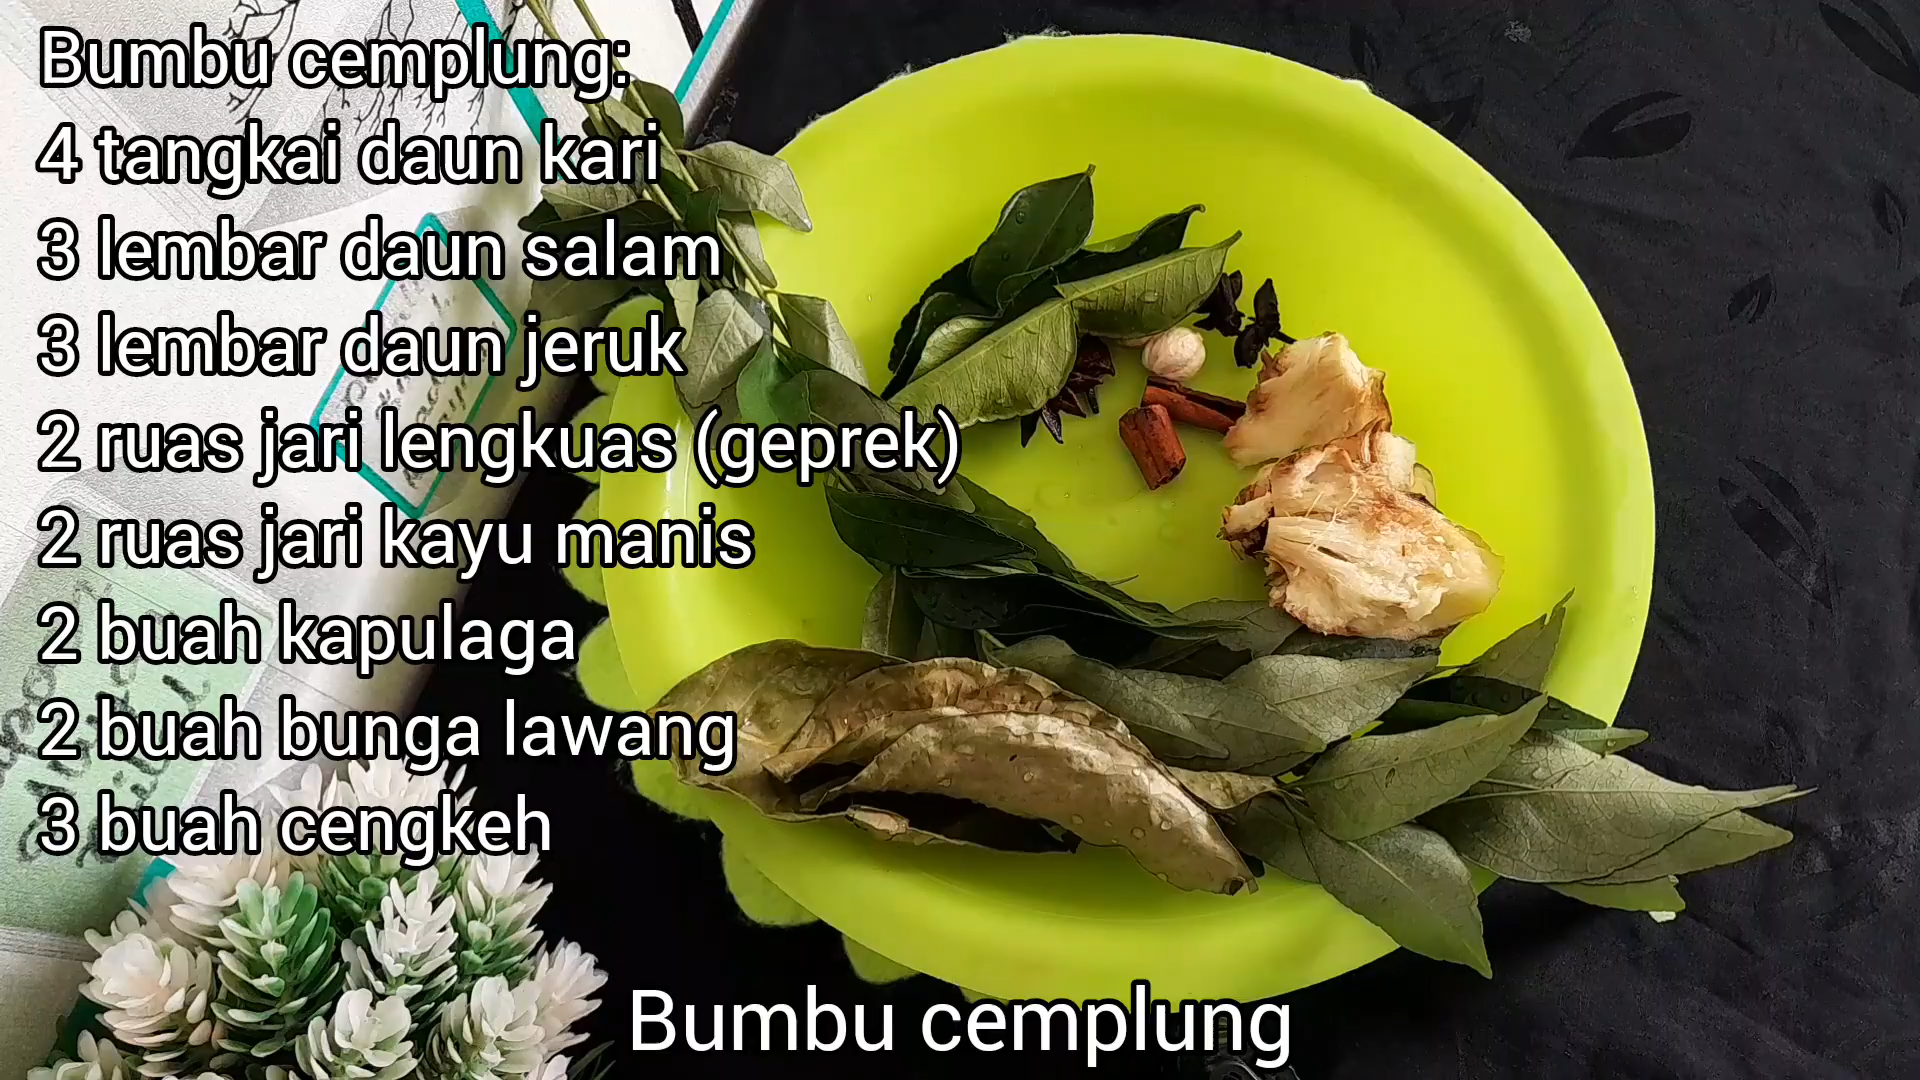 Bumbu cemplung:
4 tangkai daun kari
3 lembar daun salam
3 lembar daun jeruk
2 ruas jari lengkuas (geprek)
2 ruas jari kayu manis
2 buah kapulaga
2 buah bunga lawang
3 buah cengkeh
Bumbu cemplung